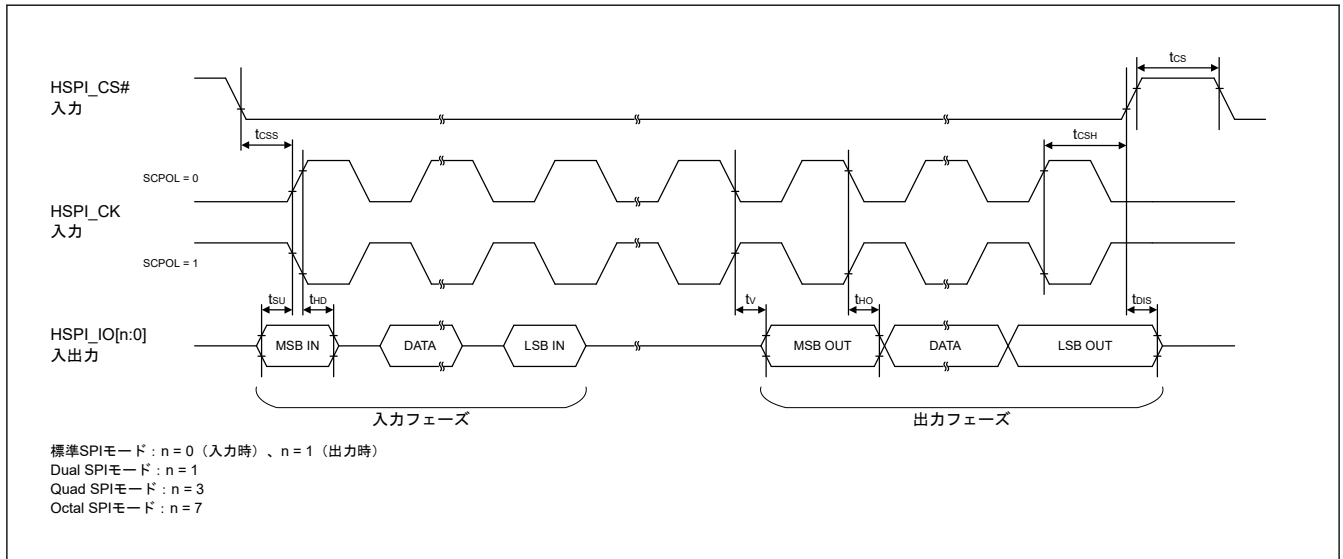 HSPI_CS#
入力
tcs
tcss
tCSH
SCPOL = 0
HSPI_CK
入力
SCPOL = 1
tSU
tHD
tV
tHO
tDIS
HSPI_IO[n:0]
入出力
MSB IN
DATA
LSB IN
MSB OUT
DATA
LSB OUT
入力フェーズ
出力フェーズ
標準SPIモード：n = 0（入力時）、n = 1（出力時）
Dual SPIモード：n = 1
Quad SPIモード：n = 3
Octal SPIモード：n = 7